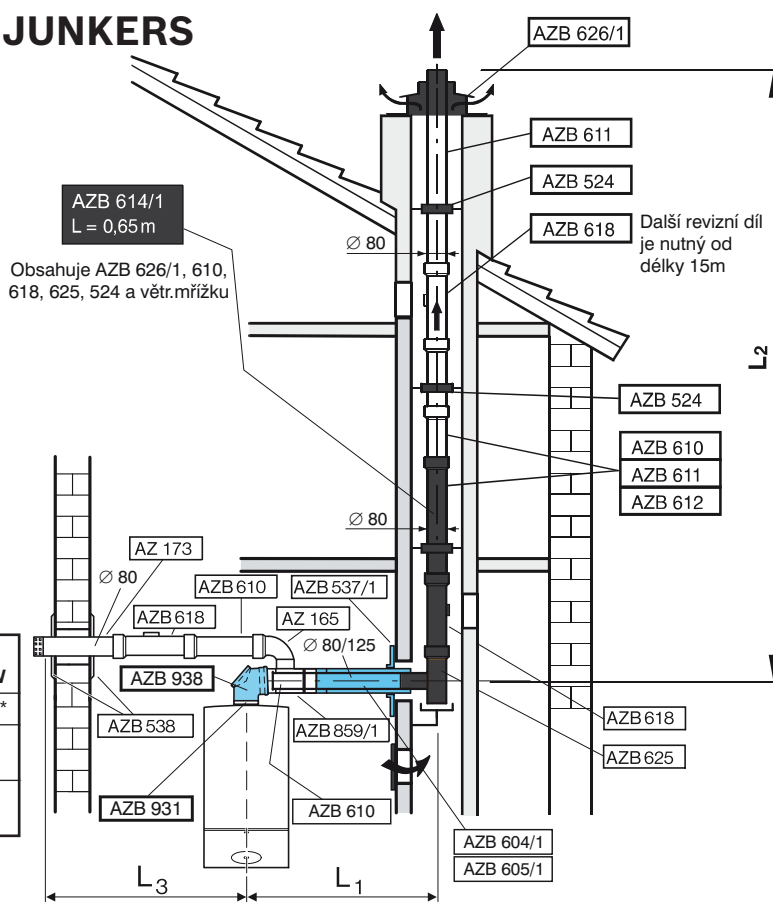 JUNKERS
AZB 626/1
AZB 611
AZB 524
AZB 614/1
L = 0,65 m
AZB 618
Další revizní díl
je nutný od
délky 15m
Ø 80
Obsahuje AZB 626/1, 610,
618, 625, 524 a větr.mřížku
L2
AZB 524
AZB 610
AZB 611
AZB 612
Ø 80
AZ 173
Ø 80
AZB 610
AZB 537/1
AZB 618
AZ 165
Ø 80/125
AZB 938
*
AZB 538
AZB 859/1
AZB 618
AZB 625
AZB 931
AZB 610
AZB 604/1
AZB 605/1
L3
L1